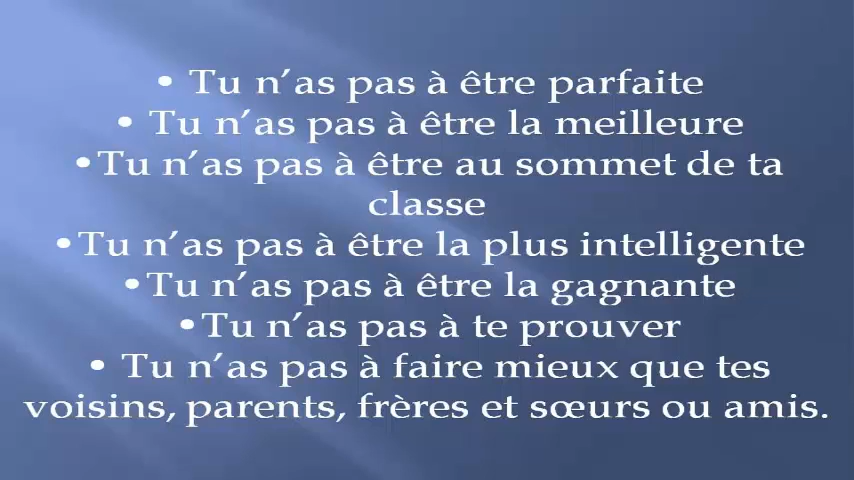 • Tu n’as pas à être parfaite
• Tu n’as pas à être la meilleure
•Tu n’as pas à être au sommet de ta
classe
•Tu n’as pas à être la plus intelligente
•Tu n’as pas à être la gagnante
•Tu n’as pas à te prouver
• Tu n’as pas à faire mieux que tes
voisins, parents, frères et sœurs ou amis.